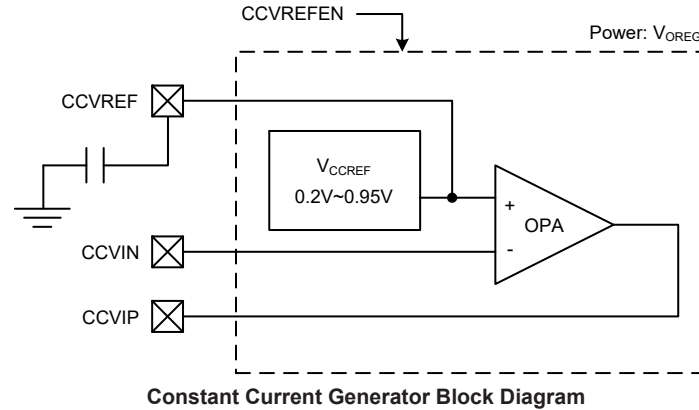 CCVREFEN
Power: VOREG
CCVREF
VCCREF
0.2V~0.95V
+
OPA
-
CCVIN
CCVIP
Constant Current Generator Block Diagram